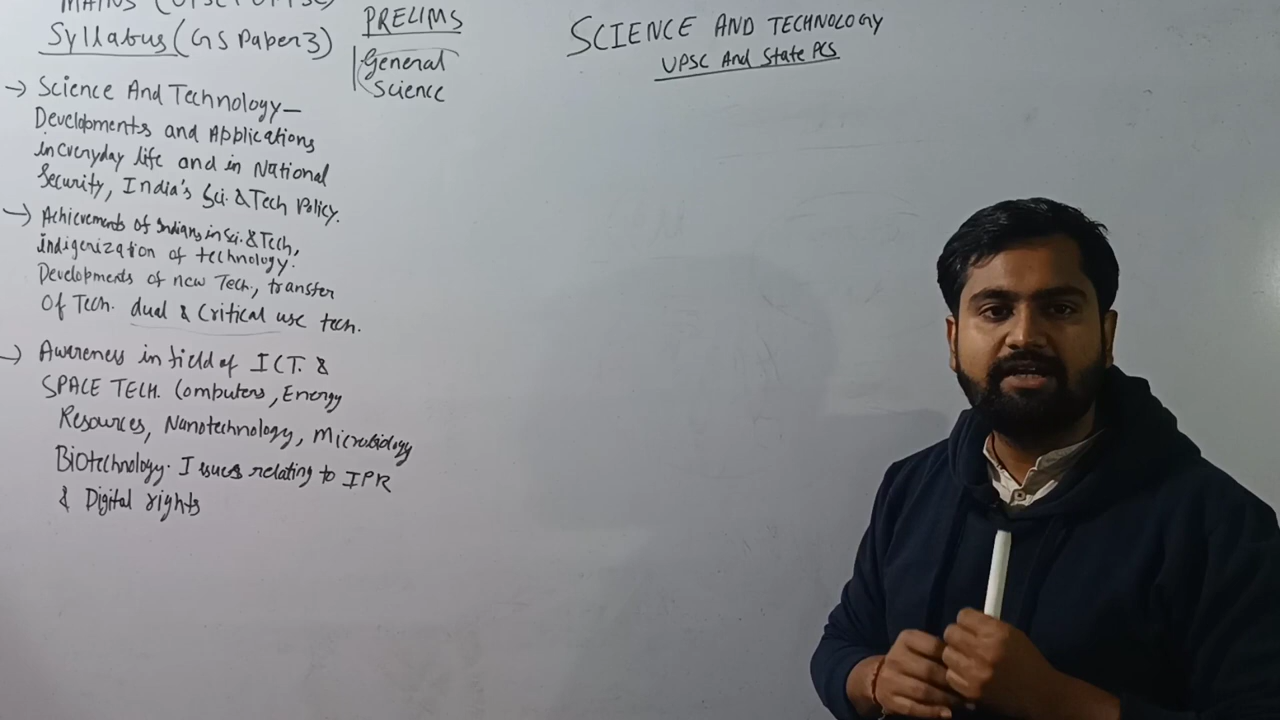 MAINS (UPSC & UPPSC)
Syllabus (GS Paper 3)
→ Science And Technology –
Developments and Applications
in everyday life and in National
Security, India's Sci. & Tech Policy.
→ Achievements of Indians in Sci. & Tech,
indigenization of technology.
Developments of new Tech., transfer
Of Tech. dual & Critical use tech.
→ Awareness in field of I.C.T. &
SPACE TECH. Computers, Energy
Resources, Nanotechnology, Microbiology
Biotechnology. Issues relating to IPR
& Digital rights
PRELIMS
General
Science
SCIENCE AND TECHNOLOGY
UPSC And State PCS